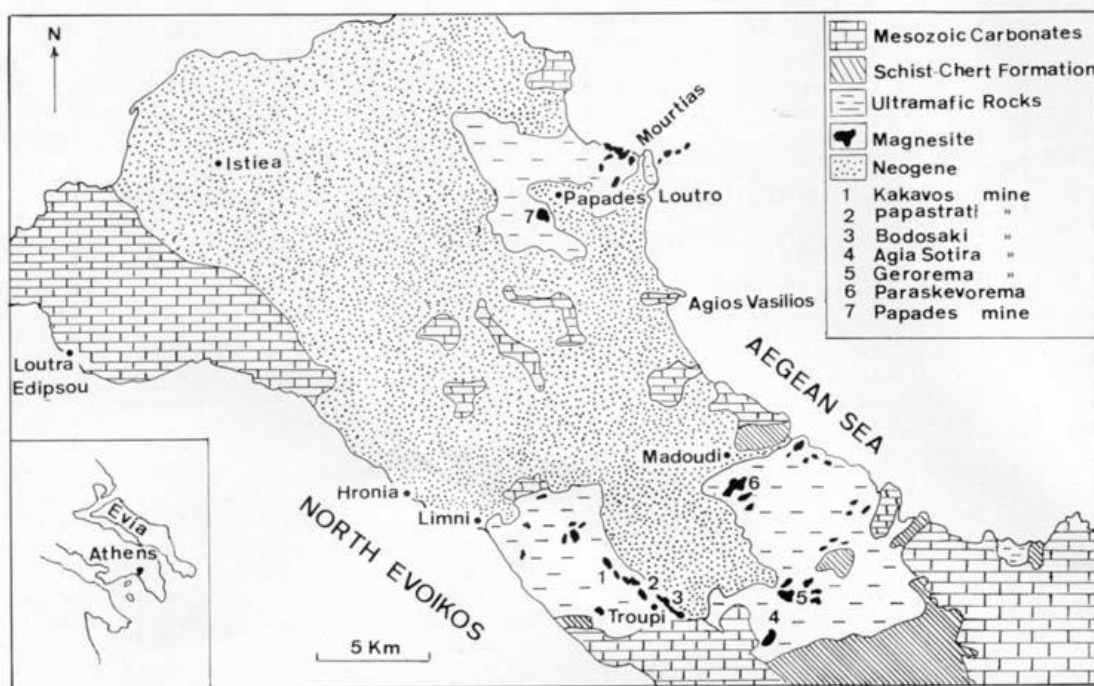 N
Mesozoic Carbonates
Schist-Chert Formation
Ultramafic Rocks
Magnesite
Neogene
1 Kakavos mine
2 papastrati "
3 Bodosaki "
4 Agia Sotira "
5 Gerorema "
6 Paraskevorema
7 Papades mine
Mourtias
Istiea
Papades
Loutro
7
Agios Vasilios
AEGEAN SEA
Loutra
Edipsou
Madoudi
6
Hronia
Limni
NORTH EVOIKOS
1
2
3
Troupi
5
4
5 Km
Evia
Athens